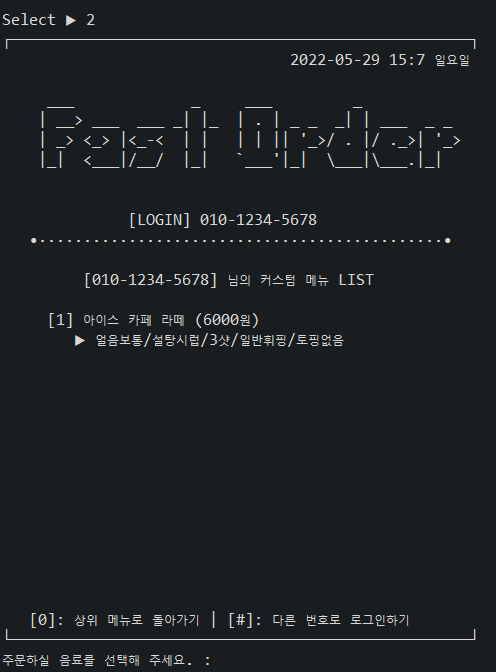 Select ▶ 2
2022-05-29 15:7 일요일
Fast Order
[LOGIN] 010-1234-5678
[010-1234-5678] 님의 커스텀 메뉴 LIST
[1] 아이스 카페 라떼 (6000원)
▶ 얼음보통/설탕시럽/3샷/일반휘핑/토핑없음
[0]: 상위 메뉴로 돌아가기 | [#]: 다른 번호로 로그인하기
주문하실 음료를 선택해 주세요. :